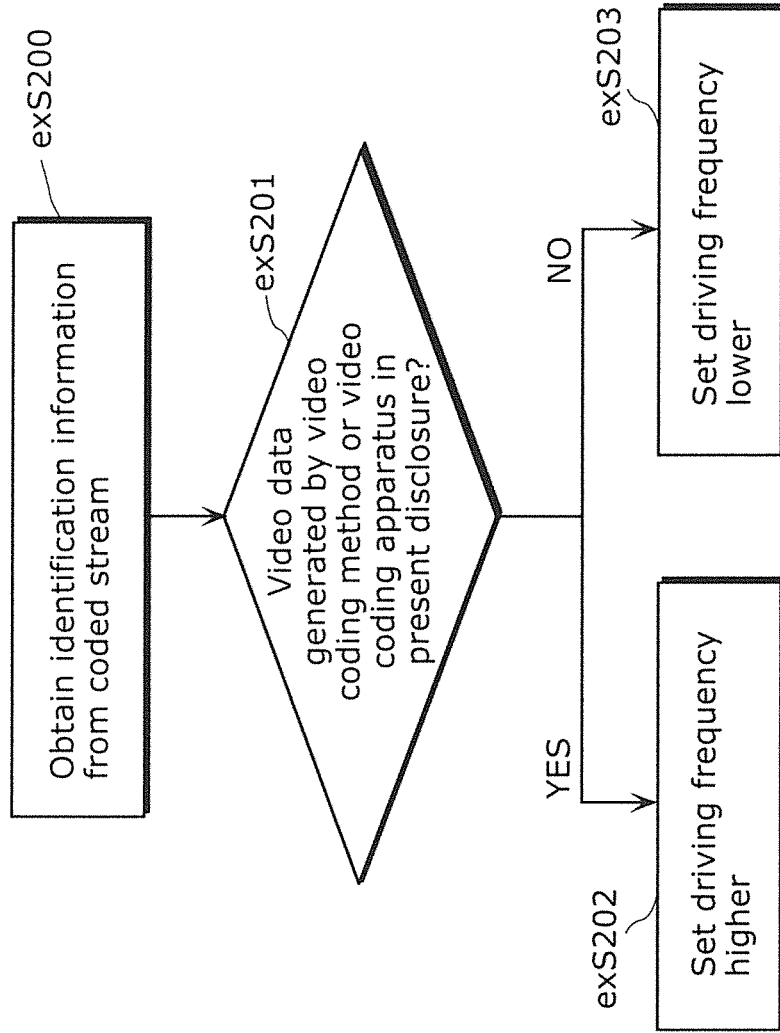 exS200
Obtain identification information
from coded stream
exS201
Video data
generated by video
coding method or video
coding apparatus in
present disclosure?
YES
NO
exS202
Set driving frequency
higher
exS203
Set driving frequency
lower